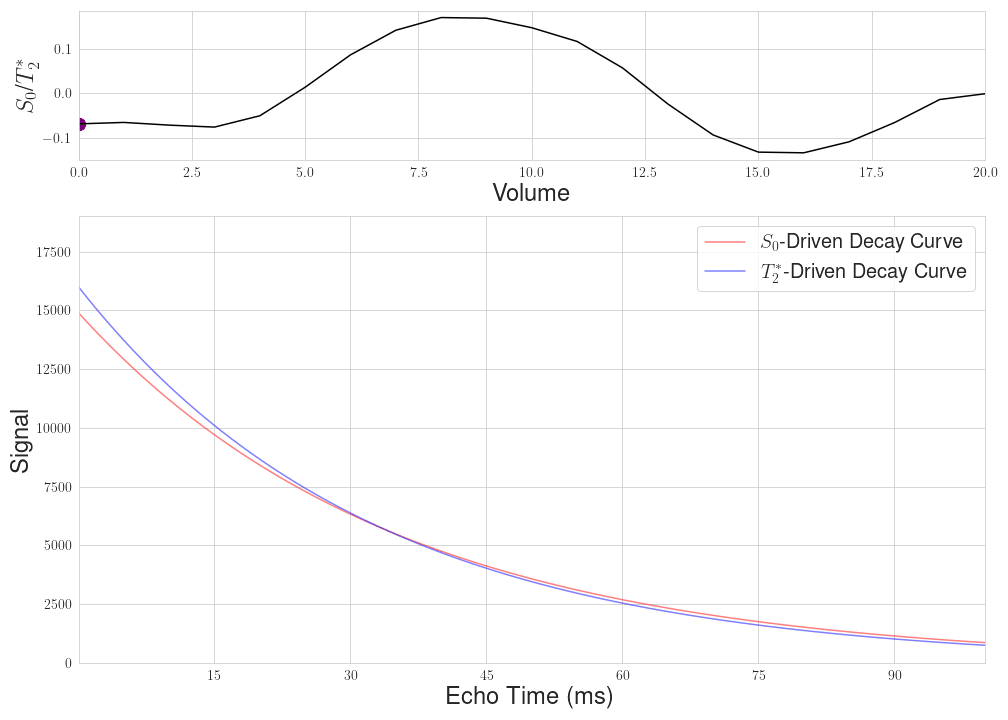 S₀/T₂*
0.1
0.0
−0.1
0.0 2.5 5.0 7.5 10.0 12.5 15.0 17.5 20.0
Volume
S₀-Driven Decay Curve
T₂*-Driven Decay Curve
Signal
17500
15000
12500
10000
7500
5000
2500
0
15 30 45 60 75 90
Echo Time (ms)